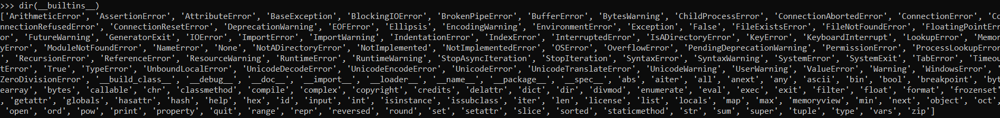 >>> dir(__builtins__)
['ArithmeticError', 'AssertionError', 'AttributeError', 'BaseException', 'BlockingIOError', 'BrokenPipeError', 'BufferError', 'BytesWarning', 'ChildProcessError', 'ConnectionAbortedError', 'ConnectionError', 'Co
nnectionRefusedError', 'ConnectionResetError', 'DeprecationWarning', 'EOFError', 'Ellipsis', 'EncodingWarning', 'EnvironmentError', 'Exception', 'False', 'FileExistsError', 'FileNotFoundError', 'FloatingPointErr
or', 'FutureWarning', 'GeneratorExit', 'IOError', 'ImportError', 'ImportWarning', 'IndentationError', 'IndexError', 'InterruptedError', 'IsADirectoryError', 'KeyError', 'KeyboardInterrupt', 'LookupError', 'Memor
yError', 'ModuleNotFoundError', 'NameError', 'None', 'NotADirectoryError', 'NotImplemented', 'NotImplementedError', 'OSError', 'OverflowError', 'PendingDeprecationWarning', 'PermissionError', 'ProcessLookupError
', 'RecursionError', 'ReferenceError', 'ResourceWarning', 'RuntimeError', 'RuntimeWarning', 'StopAsyncIteration', 'StopIteration', 'SyntaxError', 'SyntaxWarning', 'SystemError', 'SystemExit', 'TabError', 'Timeou
tError', 'True', 'TypeError', 'UnboundLocalError', 'UnicodeDecodeError', 'UnicodeEncodeError', 'UnicodeError', 'UnicodeTranslateError', 'UnicodeWarning', 'UserWarning', 'ValueError', 'Warning', 'WindowsError', '
ZeroDivisionError', '__build_class__', '__debug__', '__doc__', '__import__', '__loader__', '__name__', '__package__', '__spec__', 'abs', 'aiter', 'all', 'anext', 'any', 'ascii', 'bin', 'bool', 'breakpoint', 'byt
earray', 'bytes', 'callable', 'chr', 'classmethod', 'compile', 'complex', 'copyright', 'credits', 'delattr', 'dict', 'dir', 'divmod', 'enumerate', 'eval', 'exec', 'exit', 'filter', 'float', 'format', 'frozenset'
, 'getattr', 'globals', 'hasattr', 'hash', 'help', 'hex', 'id', 'input', 'int', 'isinstance', 'issubclass', 'iter', 'len', 'license', 'list', 'locals', 'map', 'max', 'memoryview', 'min', 'next', 'object', 'oct',
'open', 'ord', 'pow', 'print', 'property', 'quit', 'range', 'repr', 'reversed', 'round', 'set', 'setattr', 'slice', 'sorted', 'staticmethod', 'str', 'sum', 'super', 'tuple', 'type', 'vars', 'zip']